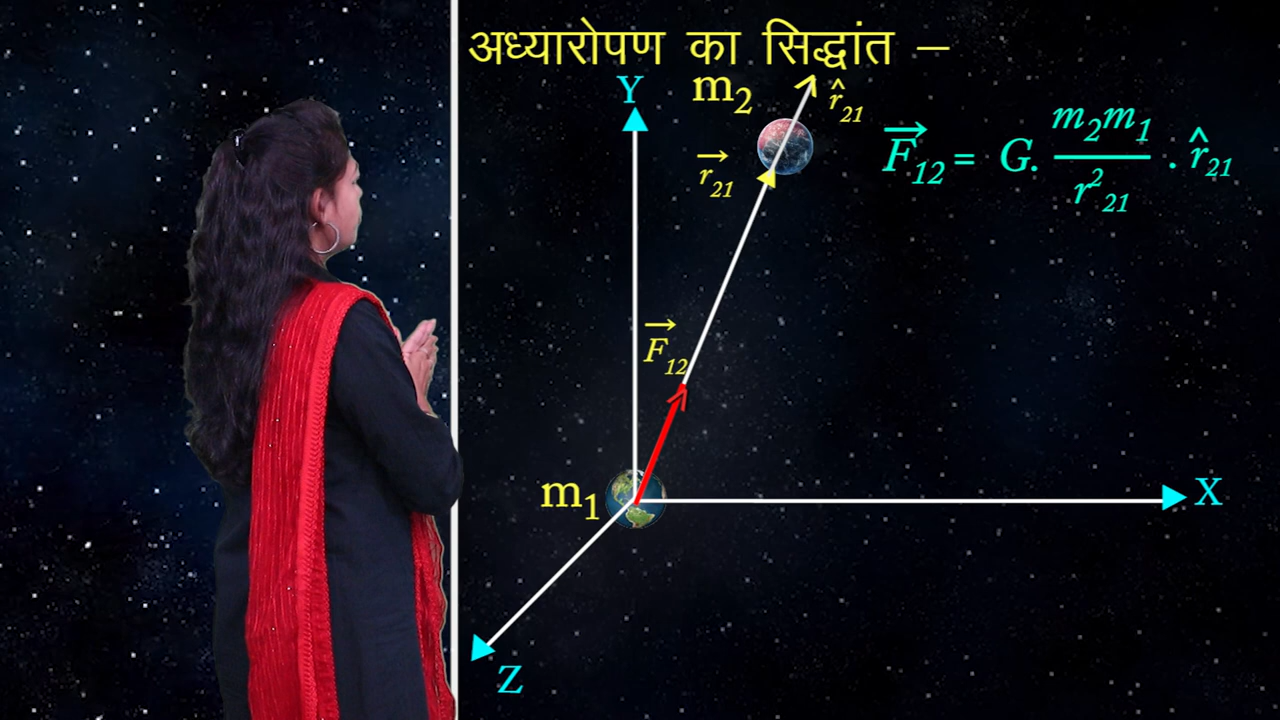 अध्यारोपण का सिद्धांत –
Y
m₂
r̂₂₁
r⃗₂₁
F⃗₁₂ = G. m₂m₁ / r²₂₁ . r̂₂₁
F⃗₁₂
m₁
X
Z